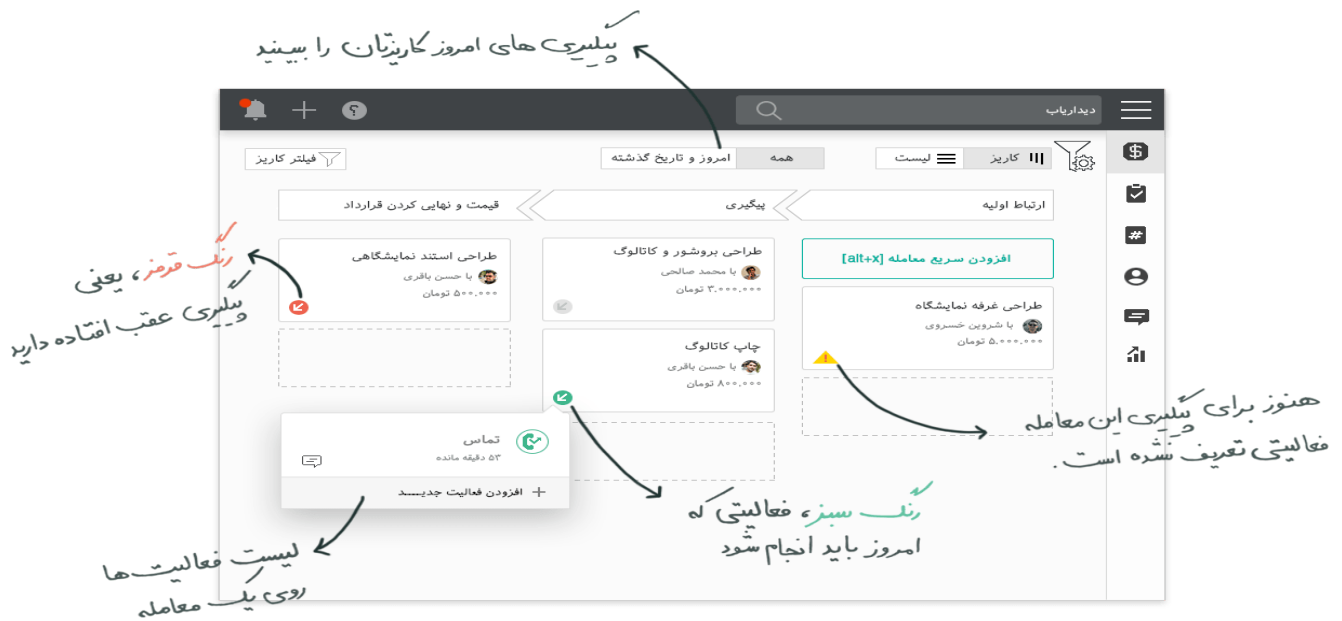 پیگیری های امروز کاریزتان را ببینید
دیداریاب
؟
کاریز
لیست
همه
امروز و تاریخ گذشته
فیلتر کاریز
ارتباط اولیه
پیگیری
قیمت و نهایی کردن قرارداد
افزودن سریع معامله [alt+x]
طراحی غرفه نمایشگاه
با شروین خسروی
۵.۰۰۰.۰۰۰ تومان
طراحی بروشور و کاتالوگ
با محمد صالحی
۳.۰۰۰.۰۰۰ تومان
چاپ کاتالوگ
با حسن باقری
۸۰۰.۰۰۰ تومان
طراحی استند نمایشگاهی
با حسن باقری
۵۰۰.۰۰۰ تومان
تماس
۵۳ دقیقه مانده
افزودن فعالیت جدیـــد
هنوز برای پیگیری این معامله
فعالیتی تعریف نشده است.
رنگ سبز، فعالیتی که
امروز باید انجام شود
رنگ قرمز، یعنی
پیگیری عقب افتاده دارید
لیست فعالیت‌ها
روی یک معامله